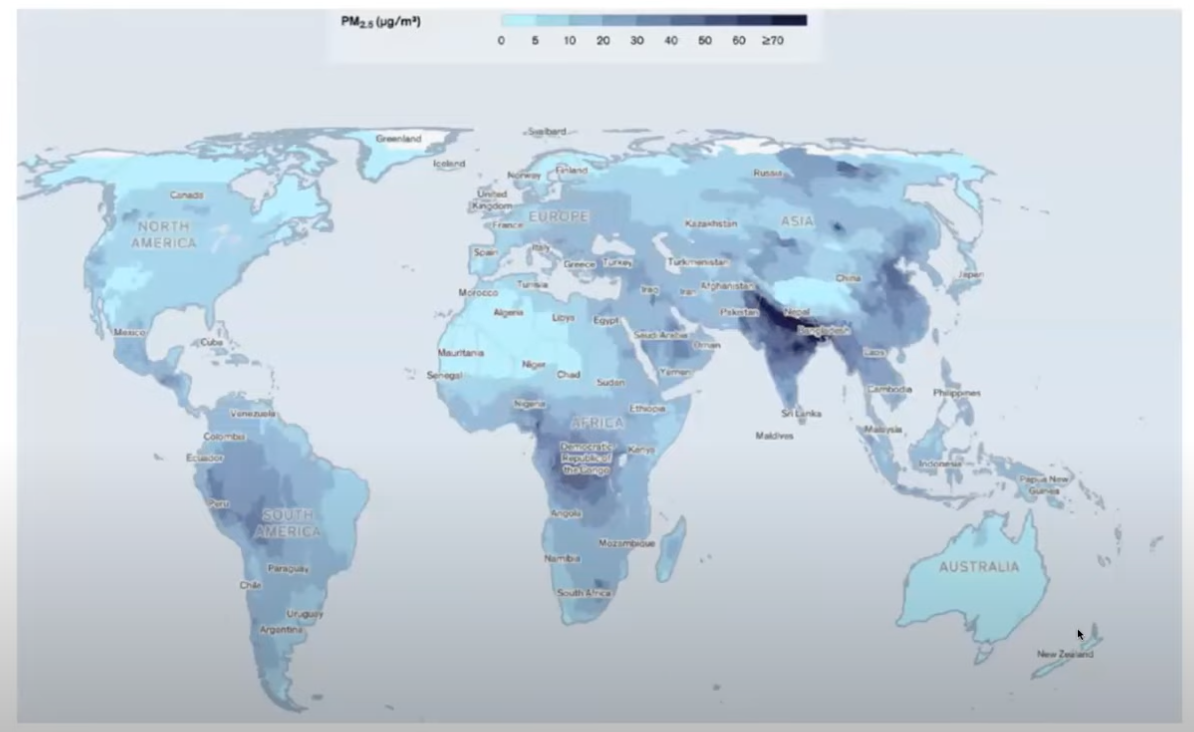 PM2.5 (µg/m³)
0 5 10 20 30 40 50 60 ≥70
Greenland
Svalbard
Iceland
Norway
Finland
Russia
Canada
United
Kingdom
NORTH
AMERICA
EUROPE
France
Kazakhstan
ASIA
Spain
Italy
Greece
Turkey
Turkmenistan
China
Japan
Morocco
Tunisia
Iraq
Iran
Afghanistan
Algeria
Libya
Egypt
Pakistan
Nepal
Mexico
Cuba
Saudi Arabia
Oman
Bangladesh
Mauritania
Niger
Chad
Laos
Senegal
Sudan
Yemen
Cambodia
Philippines
Nigeria
Ethiopia
Venezuela
Sri Lanka
AFRICA
Maldives
Malaysia
Colombia
Democratic
Republic of
the Congo
Kenya
Ecuador
Indonesia
Papua New
Guinea
Peru
SOUTH
AMERICA
Angola
Mozambique
Namibia
Paraguay
AUSTRALIA
Chile
South Africa
Uruguay
Argentina
New Zealand